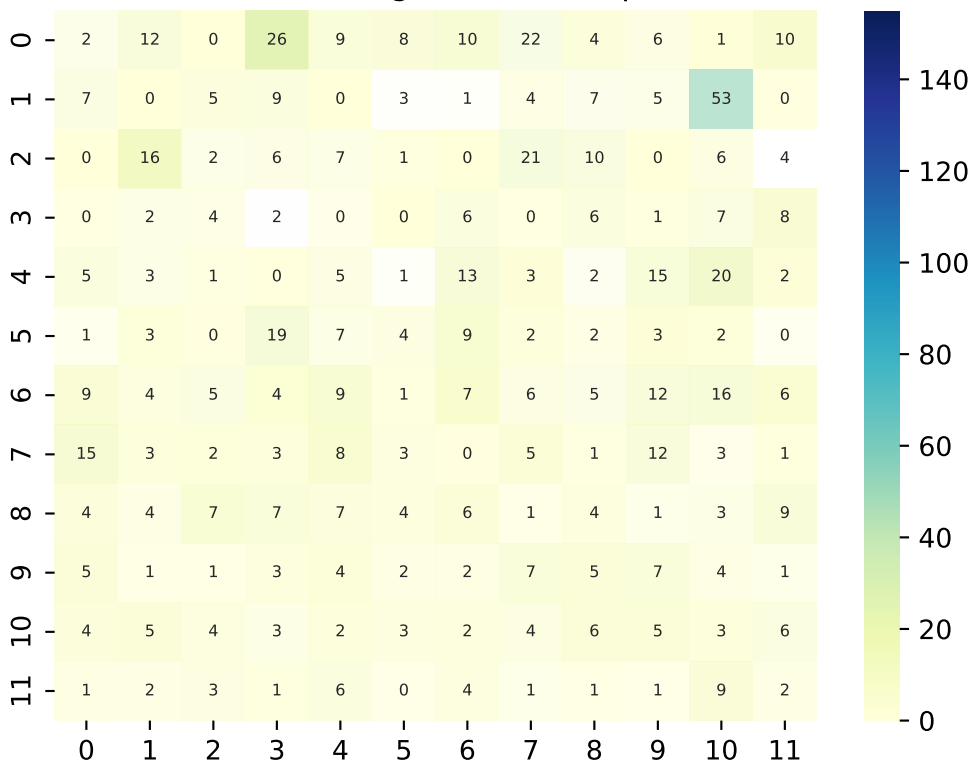 0 2 12 0 26 9 8 10 22 4 6 1 10
1 7 0 5 9 0 3 1 4 7 5 53 0
2 0 16 2 6 7 1 0 21 10 0 6 4
3 0 2 4 2 0 0 6 0 6 1 7 8
4 5 3 1 0 5 1 13 3 2 15 20 2
5 1 3 0 19 7 4 9 2 2 3 2 0
6 9 4 5 4 9 1 7 6 5 12 16 6
7 15 3 2 3 8 3 0 5 1 12 3 1
8 4 4 7 7 7 4 6 1 4 1 3 9
9 5 1 1 3 4 2 2 7 5 7 4 1
10 4 5 4 3 2 3 2 4 6 5 3 6
11 1 2 3 1 6 0 4 1 1 1 9 2
0 1 2 3 4 5 6 7 8 9 10 11
140
120
100
80
60
40
20
0